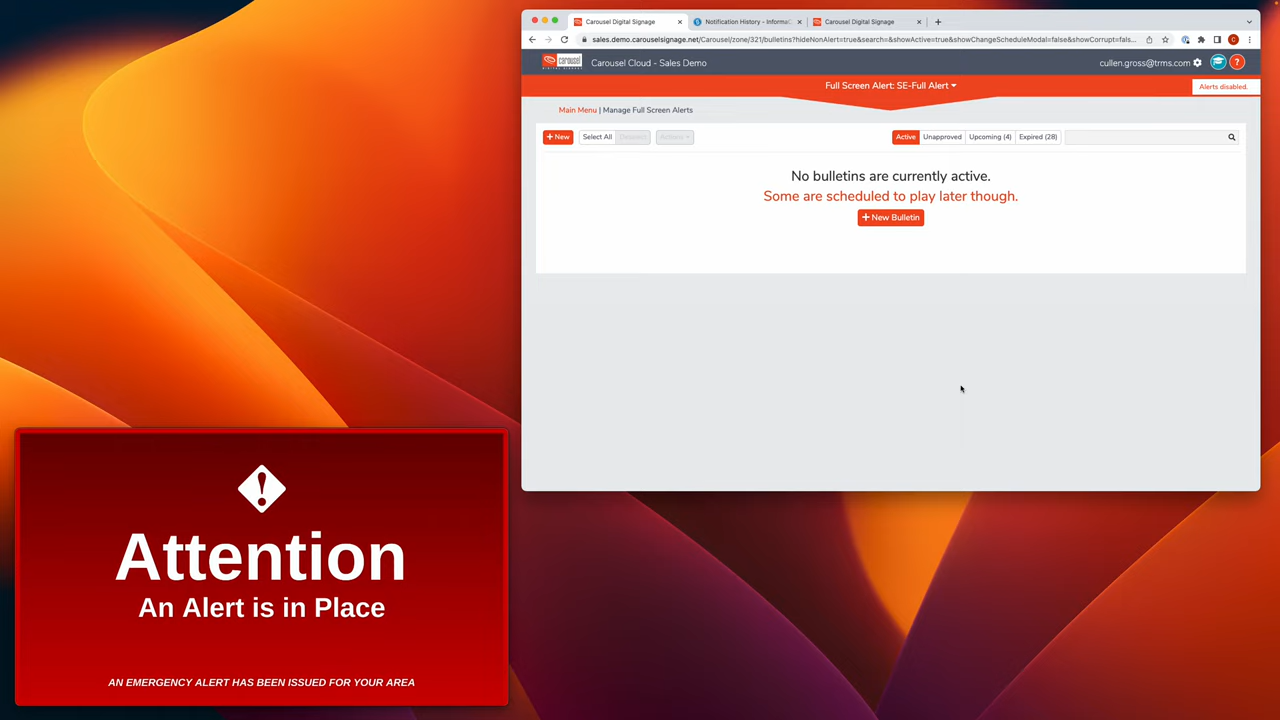 Carousel Digital Signage
Notification History - Informa
Carousel Digital Signage
sales.demo.carouselsignage.net/Carousel/zone/321/bulletins?hideNonAlert=true&search=&showActive=true&showChangeScheduleModal=false&showCorrupt=fals...
carousel
Carousel Cloud - Sales Demo
cullen.gross@trms.com
?
Full Screen Alert: SE-Full Alert
Alerts disabled.
Main Menu | Manage Full Screen Alerts
+ New
Select All
Deselect
Actions
Active
Unapproved
Upcoming (4)
Expired (28)
No bulletins are currently active.
Some are scheduled to play later though.
+ New Bulletin
!
Attention
An Alert is in Place
AN EMERGENCY ALERT HAS BEEN ISSUED FOR YOUR AREA